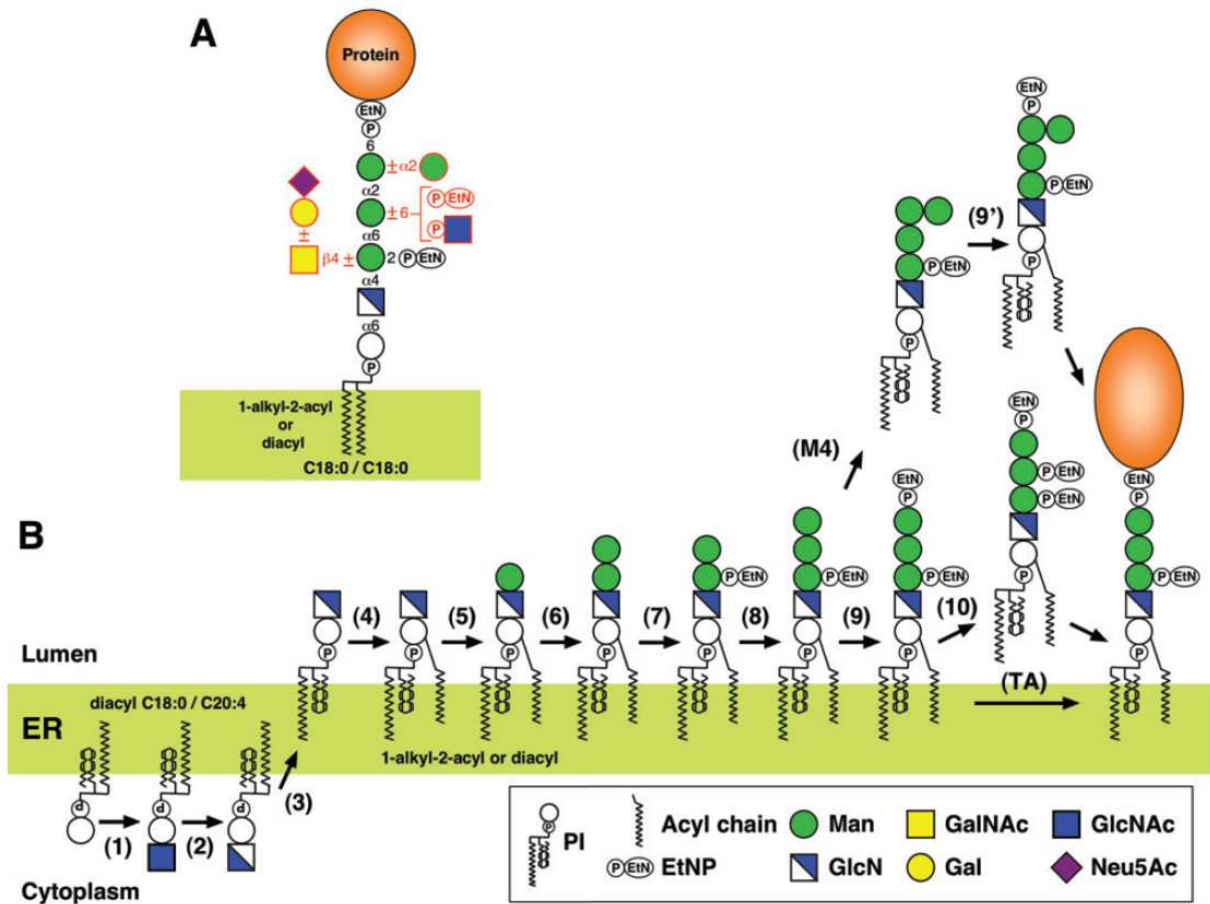 A
Protein
EtN
P
6
±α2
α2
±6
P EtN
P
±
α6
β4 ±
2 P EtN
α4
α6
P
1-alkyl-2-acyl
or
diacyl
C18:0 / C18:0
B
EtN
P
P EtN
P
(9')
P EtN
P
(M4)
EtN
P
P EtN
P EtN
P
EtN
P
P EtN
P
EtN
P
P EtN
P
P
(4)
P
(5)
P
(6)
P
(7)
P EtN
P
(8)
P EtN
P
(9)
(10)
(TA)
Lumen
diacyl C18:0 / C20:4
ER
1-alkyl-2-acyl or diacyl
(3)
P
(1)
P
(2)
P
Cytoplasm
P
PI
Acyl chain
Man
GalNAc
GlcNAc
P EtN
EtNP
GlcN
Gal
Neu5Ac